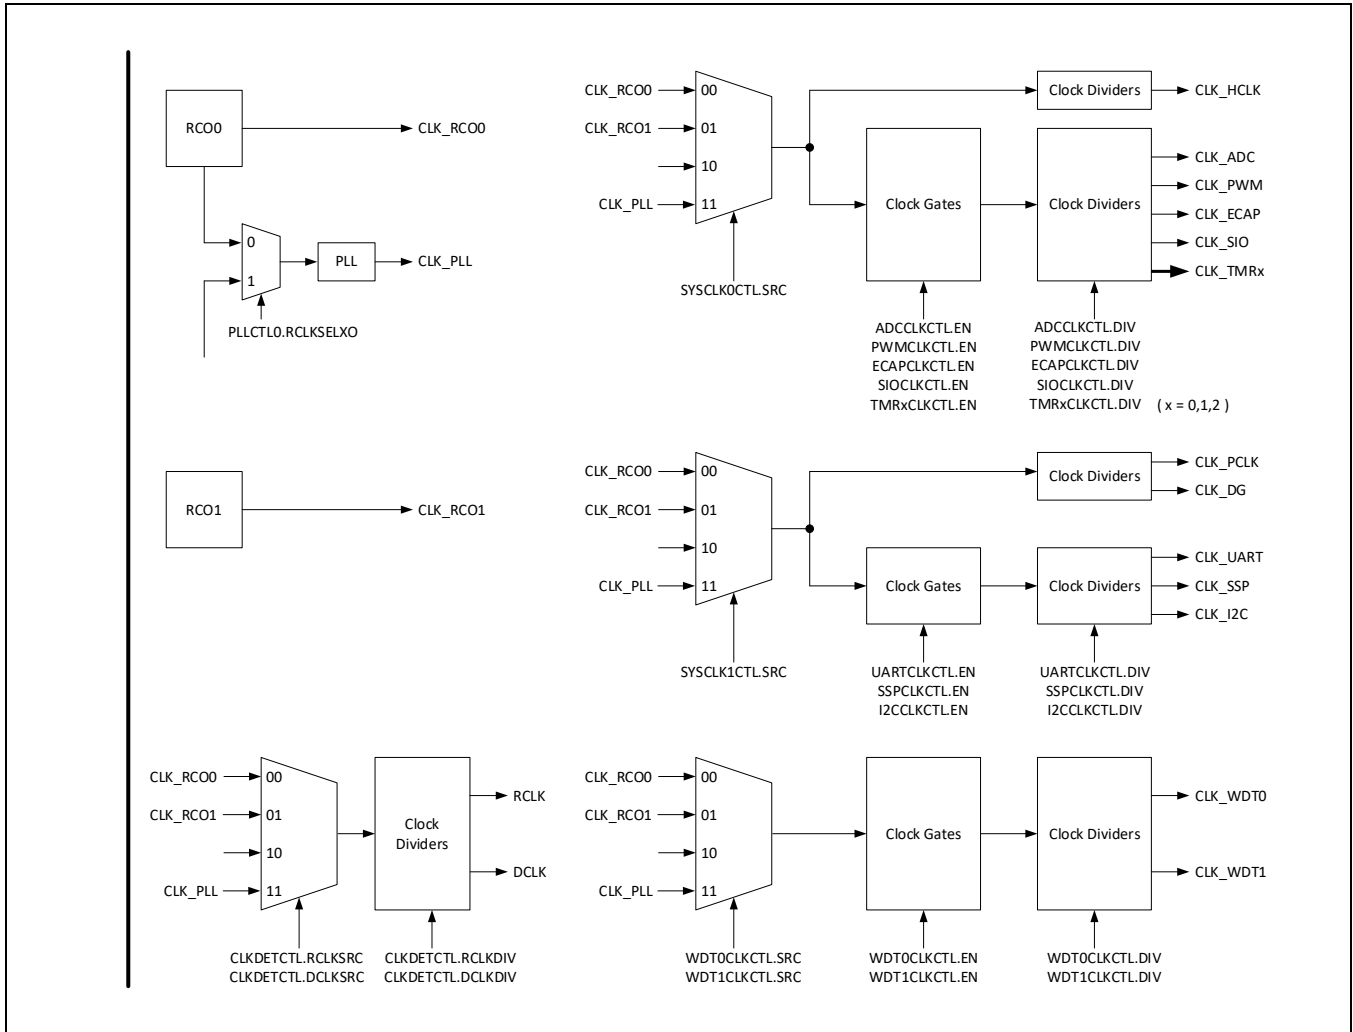 RCO0
CLK_RCO0
0
1
PLL
CLK_PLL
PLLCTL0.RCLKSELXO
CLK_RCO0
00
CLK_RCO1
01
10
CLK_PLL
11
SYSCLK0CTL.SRC
Clock Dividers
CLK_HCLK
Clock Gates
Clock Dividers
CLK_ADC
CLK_PWM
CLK_ECAP
CLK_SIO
CLK_TMRx
ADCCLKCTL.EN
PWMCLKCTL.EN
ECAPCLKCTL.EN
SIOCLKCTL.EN
TMRxCLKCTL.EN
ADCCLKCTL.DIV
PWMCLKCTL.DIV
ECAPCLKCTL.DIV
SIOCLKCTL.DIV
TMRxCLKCTL.DIV ( x = 0,1,2 )
RCO1
CLK_RCO1
CLK_RCO0
00
CLK_RCO1
01
10
CLK_PLL
11
SYSCLK1CTL.SRC
Clock Dividers
CLK_PCLK
CLK_DG
Clock Gates
Clock Dividers
CLK_UART
CLK_SSP
CLK_I2C
UARTCLKCTL.EN
SSPCLKCTL.EN
I2CCLKCTL.EN
UARTCLKCTL.DIV
SSPCLKCTL.DIV
I2CCLKCTL.DIV
CLK_RCO0
00
CLK_RCO1
01
10
CLK_PLL
11
Clock
Dividers
RCLK
DCLK
CLKDETCTL.RCLKSRC
CLKDETCTL.DCLKSRC
CLKDETCTL.RCLKDIV
CLKDETCTL.DCLKDIV
CLK_RCO0
00
CLK_RCO1
01
10
CLK_PLL
11
Clock Gates
Clock Dividers
CLK_WDT0
CLK_WDT1
WDT0CLKCTL.SRC
WDT1CLKCTL.SRC
WDT0CLKCTL.EN
WDT1CLKCTL.EN
WDT0CLKCTL.DIV
WDT1CLKCTL.DIV